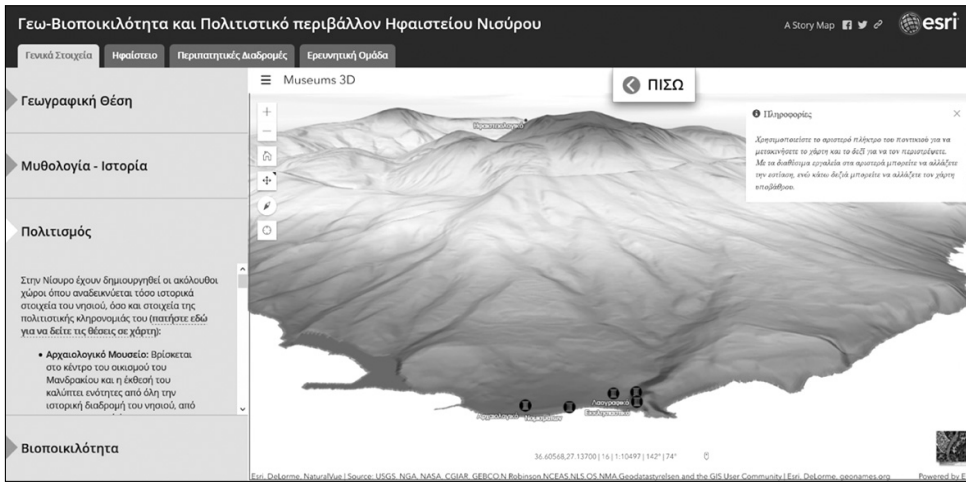 Γεω-Βιοποικιλότητα και Πολιτιστικό περιβάλλον Ηφαιστείου Νισύρου
A Story Map
esri
Γενικά Στοιχεία
Ηφαίστειο
Περιπατητικές Διαδρομές
Ερευνητική Ομάδα
Γεωγραφική Θέση
Μυθολογία - Ιστορία
Πολιτισμός
Στην Νίσυρο έχουν δημιουργηθεί οι ακόλουθοι
χώροι όπου αναδεικνύεται τόσο ιστορικά
στοιχεία του νησιού, όσο και στοιχεία της
πολιτιστικής κληρονομιάς του (πατήστε εδώ
για να δείτε τις θέσεις σε χάρτη):
• Αρχαιολογικό Μουσείο: Βρίσκεται
στο κέντρο του οικισμού του
Μανδρακίου και η έκθεσή του
καλύπτει ενότητες από όλη την
ιστορική διαδρομή του νησιού, από
Βιοποικιλότητα
Museums 3D
ΠΙΣΩ
Πληροφορίες
Χρησιμοποιείστε το αριστερό πλήκτρο του ποντικιού για να
μετακινήσετε το χάρτη και το δεξί για να τον περιστρέψετε.
Με τα διαθέσιμα εργαλεία στα αριστερά μπορείτε να αλλάξετε
την εστίαση, ενώ κάτω δεξιά μπορείτε να αλλάξετε τον χάρτη
υποβάθρου.
Ηφαιστειολογικό
Λαογραφικό
Εκκλησιαστικό
Αρχαιολογικό
36.60568,27.13700 | 16 | 1:10497 | 142° | 74°
Esri, DeLorme, NaturalVue | Source: USGS, NGA, NASA, CGIAR, GEBCO,N Robinson,NCEAS,NLS,OS,NMA,Geodatastyrelsen and the GIS User Community | Esri, DeLorme, geonames.org
Powered by E